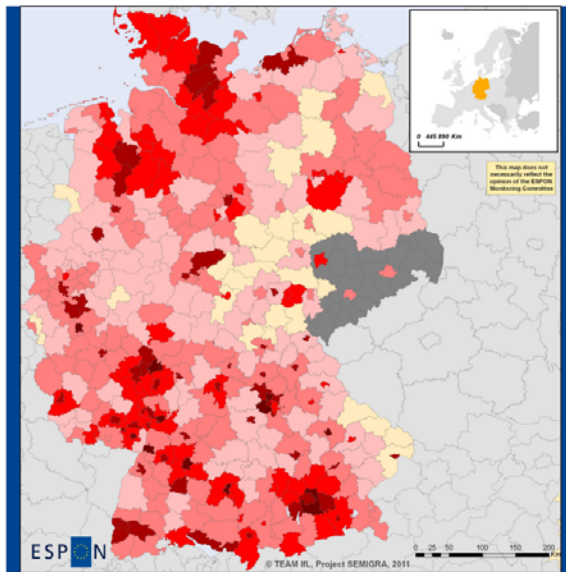 0 445 890 Km
This map does not
necessarily reflect the
opinion of the ESPON
Monitoring Committee
ESPON
© TEAM IfL, Project SEMIGRA, 2011
0 25 50 100 150 200
Km